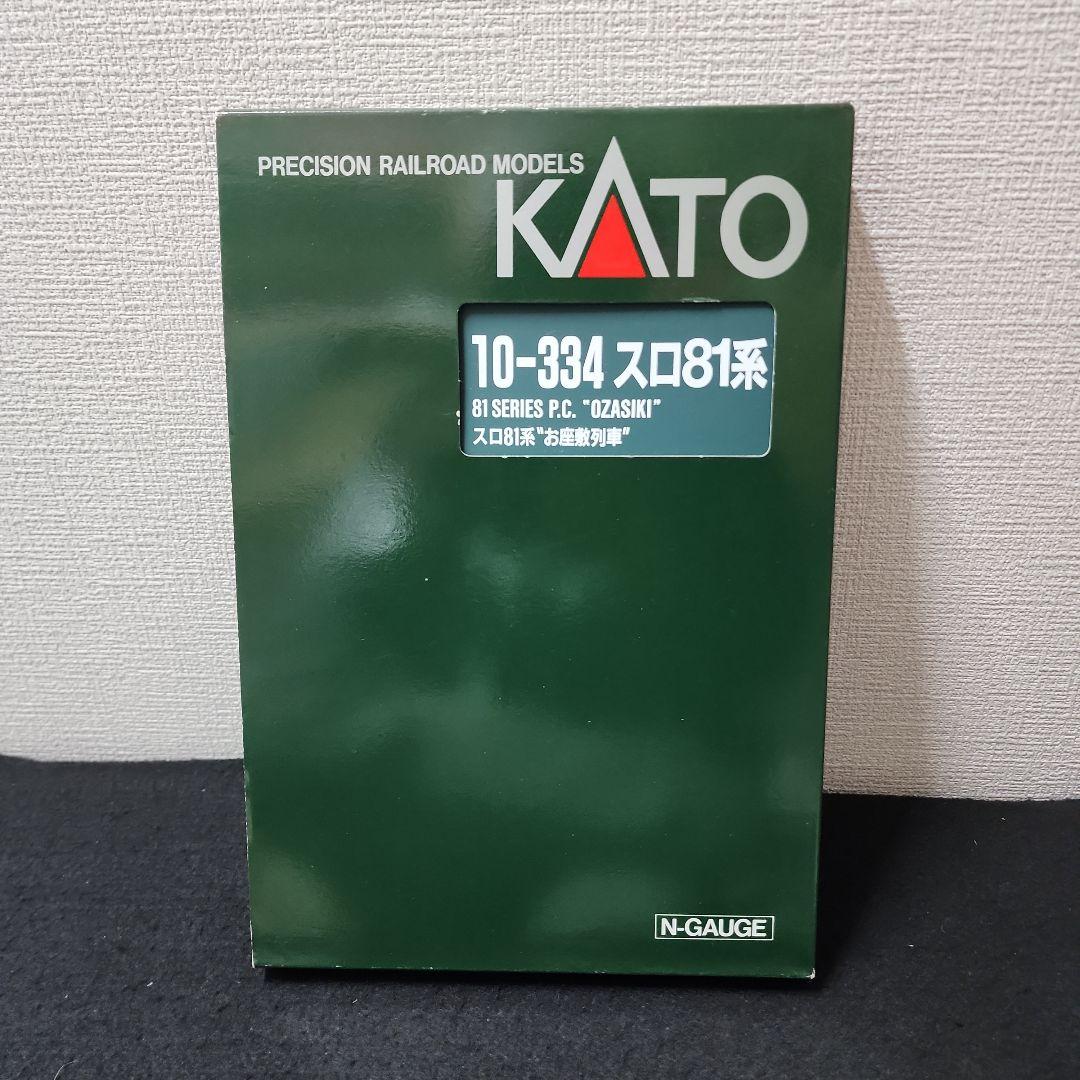 PRECISION RAILROAD MODELS
KATO
10-334 スロ81系
81 SERIES P.C. "OZASIKI"
スロ81系"お座敷列車"
N-GAUGE